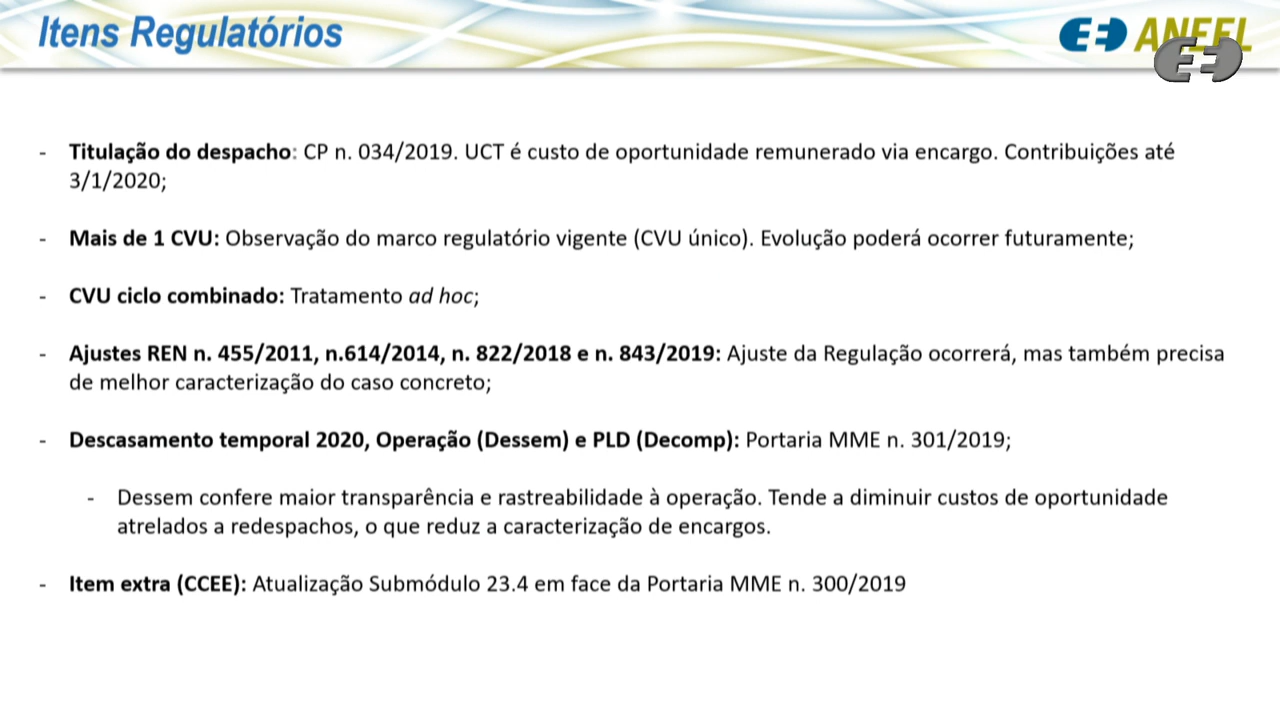 Itens Regulatórios
ANEEL
- Titulação do despacho: CP n. 034/2019. UCT é custo de oportunidade remunerado via encargo. Contribuições até
3/1/2020;
- Mais de 1 CVU: Observação do marco regulatório vigente (CVU único). Evolução poderá ocorrer futuramente;
- CVU ciclo combinado: Tratamento ad hoc;
- Ajustes REN n. 455/2011, n.614/2014, n. 822/2018 e n. 843/2019: Ajuste da Regulação ocorrerá, mas também precisa
de melhor caracterização do caso concreto;
- Descasamento temporal 2020, Operação (Dessem) e PLD (Decomp): Portaria MME n. 301/2019;
- Dessem confere maior transparência e rastreabilidade à operação. Tende a diminuir custos de oportunidade
atrelados a redespachos, o que reduz a caracterização de encargos.
- Item extra (CCEE): Atualização Submódulo 23.4 em face da Portaria MME n. 300/2019